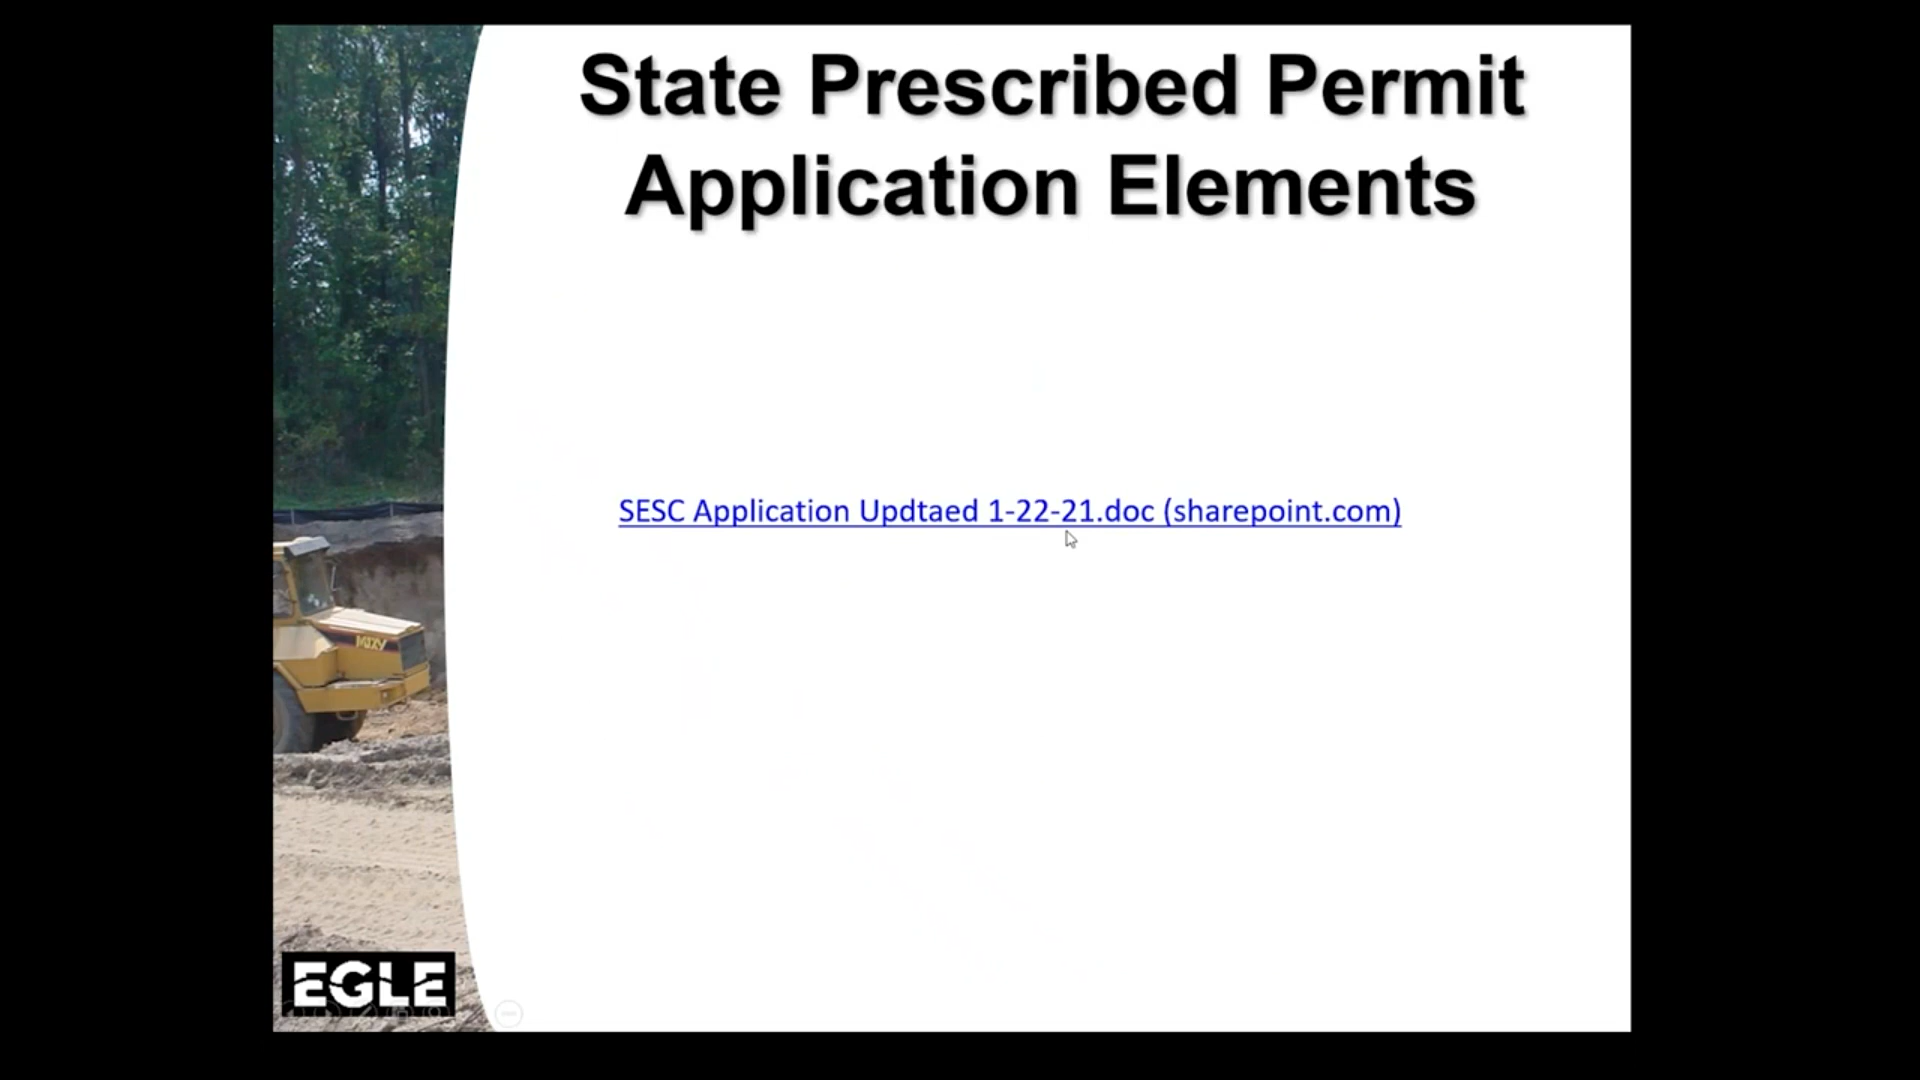 State Prescribed Permit
Application Elements
SESC Application Updtaed 1-22-21.doc (sharepoint.com)
EGLE